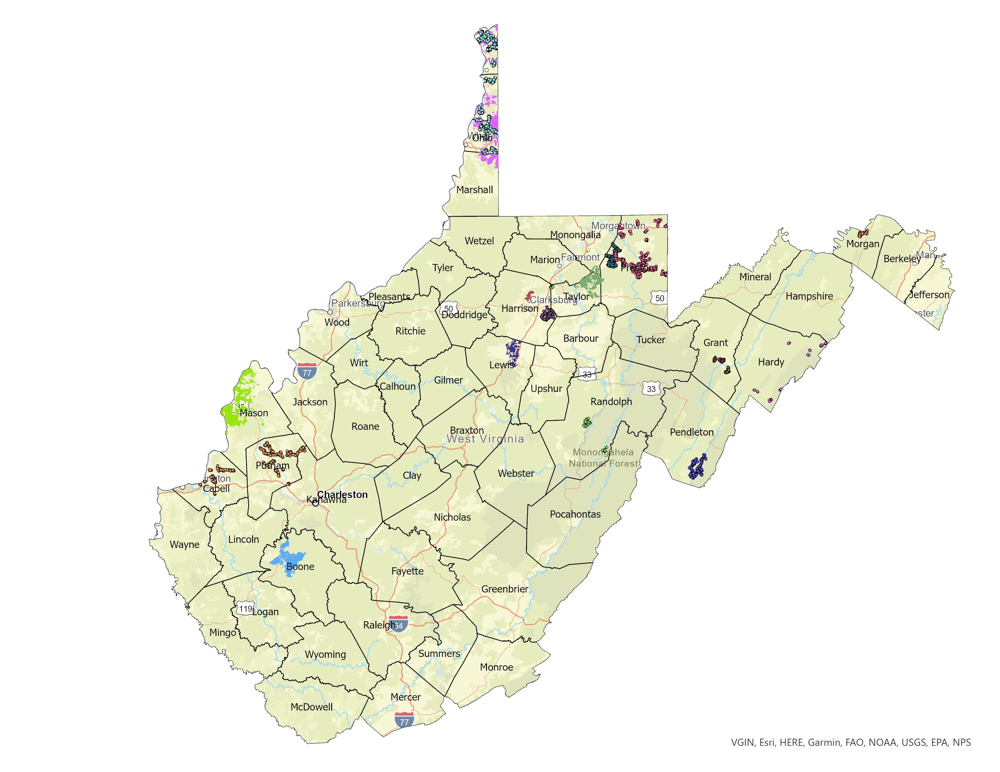 Ohio
Marshall
Morgantown
Monongalia
Wetzel
Morgan
Marion
Fairmont
Berkeley
Tyler
Preston
Mineral
Pleasants
Parkersburg
Taylor
Clarksburg
Hampshire
Jefferson
50
50
Harrison
Doddridge
Wood
Ritchie
Barbour
Tucker
Grant
Wirt
Lewis
Hardy
77
33
Gilmer
Calhoun
Upshur
33
Jackson
Randolph
Mason
Roane
Braxton
West Virginia
Pendleton
Monongahela
National Forest
Putnam
Clay
Webster
ington
Cabell
Charleston
Kanawha
Nicholas
Pocahontas
Wayne
Lincoln
Boone
Fayette
Greenbrier
119
Logan
Raleigh
64
Mingo
Wyoming
Summers
Monroe
Mercer
McDowell
77
VGIN, Esri, HERE, Garmin, FAO, NOAA, USGS, EPA, NPS